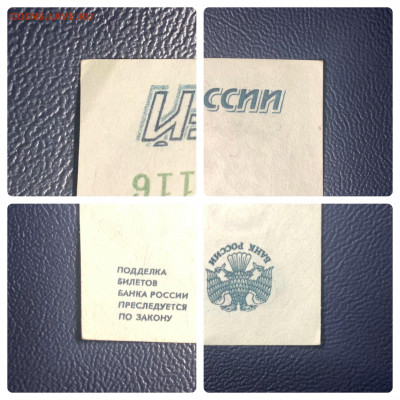 ССИИ
ПОДДЕЛКА
БИЛЕТОВ
БАНКА РОССИИ
ПРЕСЛЕДУЕТСЯ
ПО ЗАКОНУ
БАНК РОССИИ